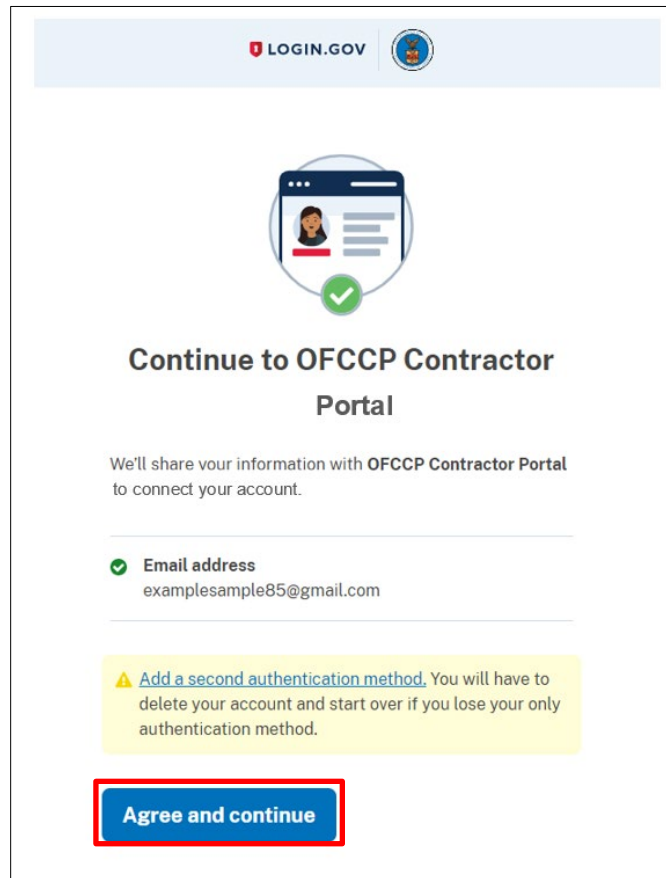 LOGIN.GOV
Continue to OFCCP Contractor
Portal
We'll share your information with OFCCP Contractor Portal
to connect your account.
Email address
examplesample85@gmail.com
Add a second authentication method. You will have to
delete your account and start over if you lose your only
authentication method.
Agree and continue